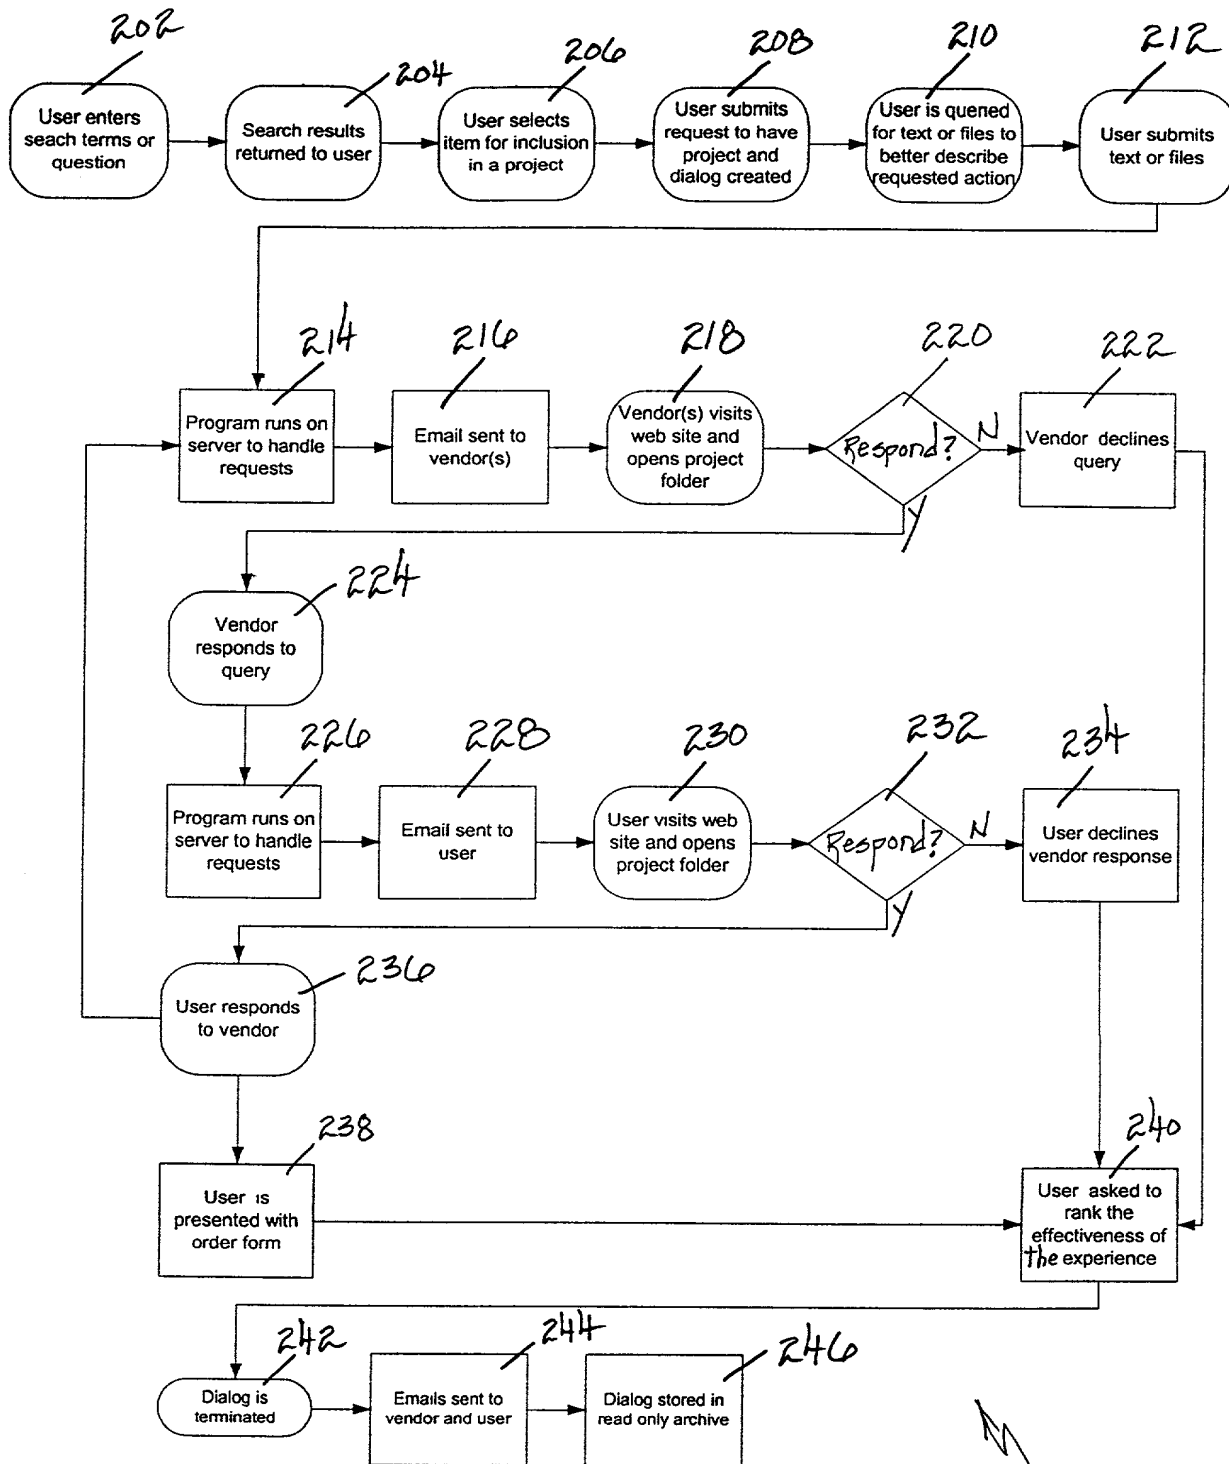 202
204
206
208
210
212
User enters
seach terms or
question
Search results
returned to user
User selects
item for inclusion
in a project
User submits
request to have
project and
dialog created
User is quened
for text or files to
better describe
requested action
User submits
text or files
214
216
218
220
222
Program runs on
server to handle
requests
Email sent to
vendor(s)
Vendor(s) visits
web site and
opens project
folder
Respond?
N
Y
Vendor declines
query
224
Vendor
responds to
query
226
228
230
232
234
Program runs on
server to handle
requests
Email sent to
user
User visits web
site and opens
project folder
Respond?
N
Y
User declines
vendor response
236
User responds
to vendor
238
240
User is
presented with
order form
User asked to
rank the
effectiveness of
the experience
242
244
246
Dialog is
terminated
Emails sent to
vendor and user
Dialog stored in
read only archive